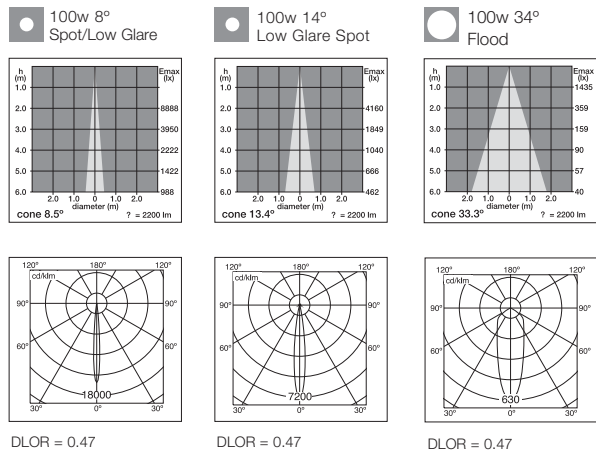 100w 8º
Spot/Low Glare
h
(m)
Emax
(lx)
1.0
2.0 8888
3.0 3950
4.0 2222
5.0 1422
6.0 988
2.0 1.0 0 1.0 2.0
diameter (m)
cone 8.5º ? = 2200 lm
100w 14º
Low Glare Spot
h
(m)
Emax
(lx)
1.0
2.0 4160
3.0 1849
4.0 1040
5.0 666
6.0 462
2.0 1.0 0 1.0 2.0
diameter (m)
cone 13.4º ? = 2200 lm
100w 34º
Flood
h
(m)
Emax
(lx)
1.0 1435
2.0 359
3.0 159
4.0 90
5.0 57
6.0 40
2.0 1.0 0 1.0 2.0
diameter (m)
cone 33.3º ? = 2200 lm
120º 180º 120º
cd/klm
90º 90º
60º 60º
18000
30º 0º 30º
DLOR = 0.47
120º 180º 120º
cd/klm
90º 90º
60º 60º
7200
30º 0º 30º
DLOR = 0.47
120º 180º 120º
cd/klm
90º 90º
60º 60º
630
30º 0º 30º
DLOR = 0.47